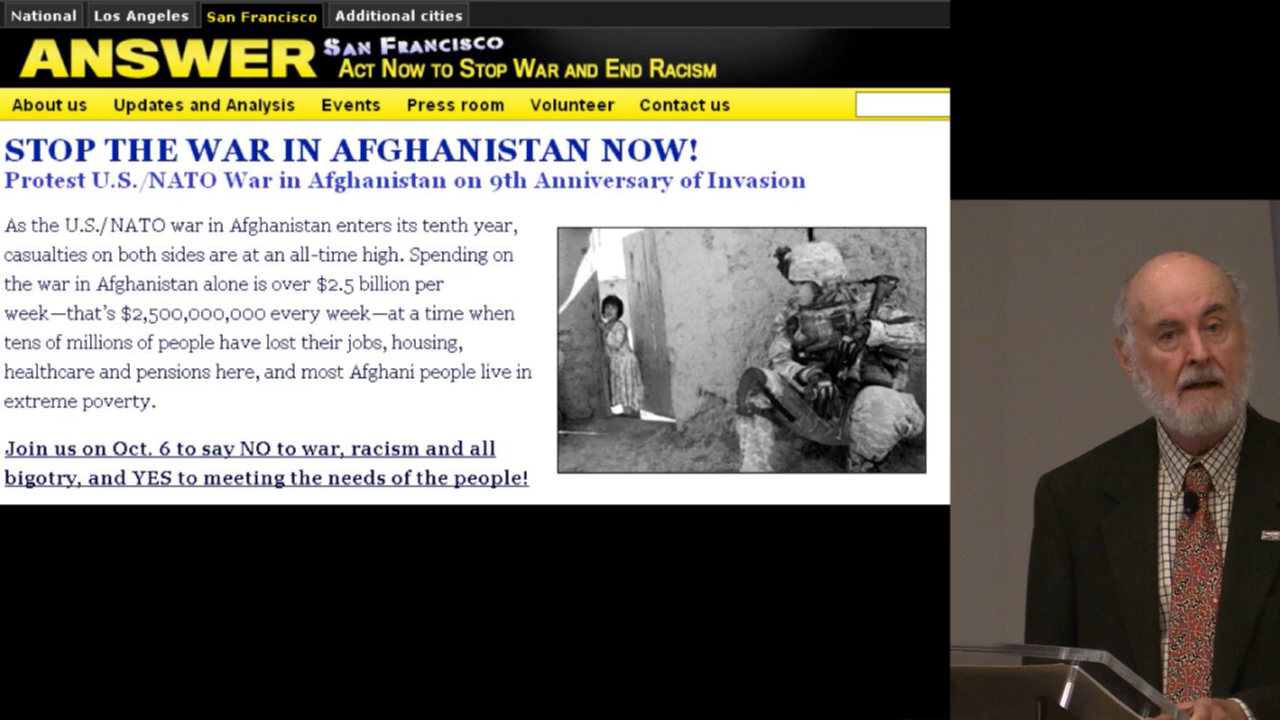 National
Los Angeles
San Francisco
Additional cities
ANSWER
San Francisco
Act Now to Stop War and End Racism
About us
Updates and Analysis
Events
Press room
Volunteer
Contact us
STOP THE WAR IN AFGHANISTAN NOW!
Protest U.S./NATO War in Afghanistan on 9th Anniversary of Invasion
As the U.S./NATO war in Afghanistan enters its tenth year,
casualties on both sides are at an all-time high. Spending on
the war in Afghanistan alone is over $2.5 billion per
week—that's $2,500,000,000 every week—at a time when
tens of millions of people have lost their jobs, housing,
healthcare and pensions here, and most Afghani people live in
extreme poverty.
Join us on Oct. 6 to say NO to war, racism and all
bigotry, and YES to meeting the needs of the people!